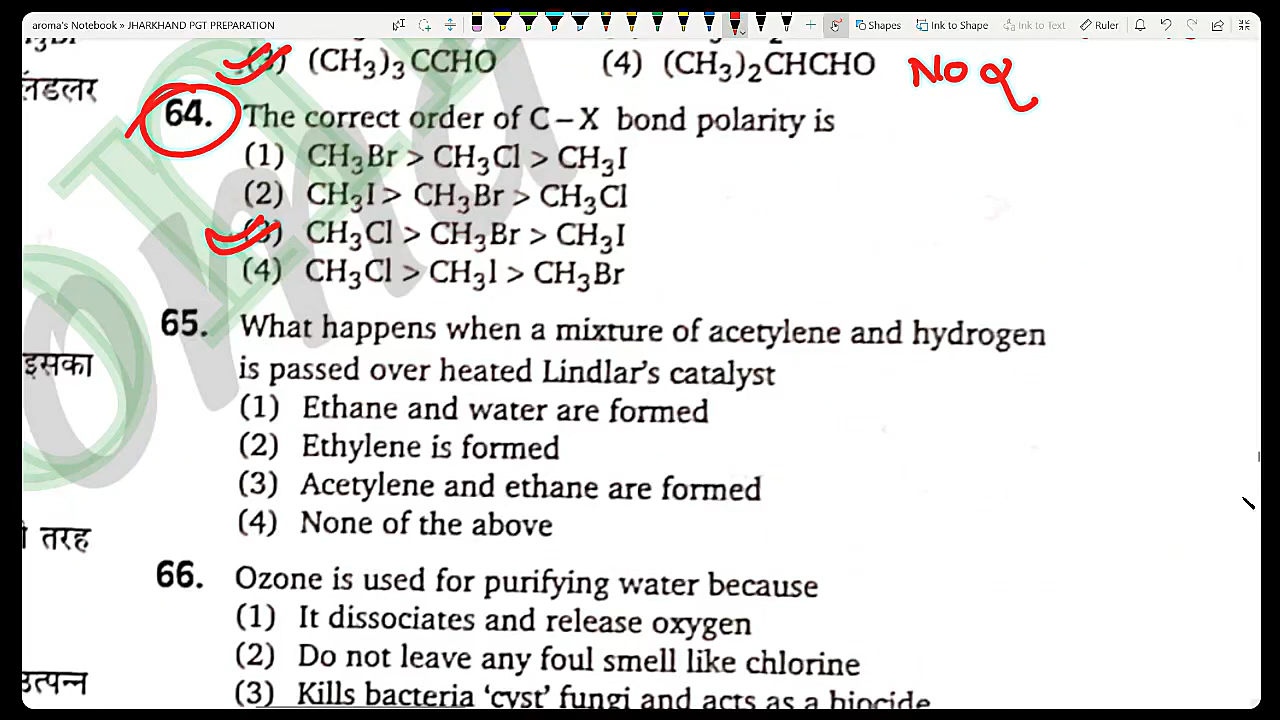 aroma's Notebook » JHARKHAND PGT PREPARATION
Shapes Ink to Shape Ink to Text Ruler
लॅडलर
(CH₃)₃CCHO (4) (CH₃)₂CHCHO No α
64. The correct order of C – X bond polarity is
(1) CH₃Br > CH₃Cl > CH₃I
(2) CH₃I > CH₃Br > CH₃Cl
(3) CH₃Cl > CH₃Br > CH₃I
(4) CH₃Cl > CH₃l > CH₃Br
65. What happens when a mixture of acetylene and hydrogen
इसका is passed over heated Lindlar's catalyst
(1) Ethane and water are formed
(2) Ethylene is formed
(3) Acetylene and ethane are formed
(4) None of the above
तरह
66. Ozone is used for purifying water because
(1) It dissociates and release oxygen
(2) Do not leave any foul smell like chlorine
उत्पन्न
(3) Kills bacteria 'cyst' fungi and acts as a biocide